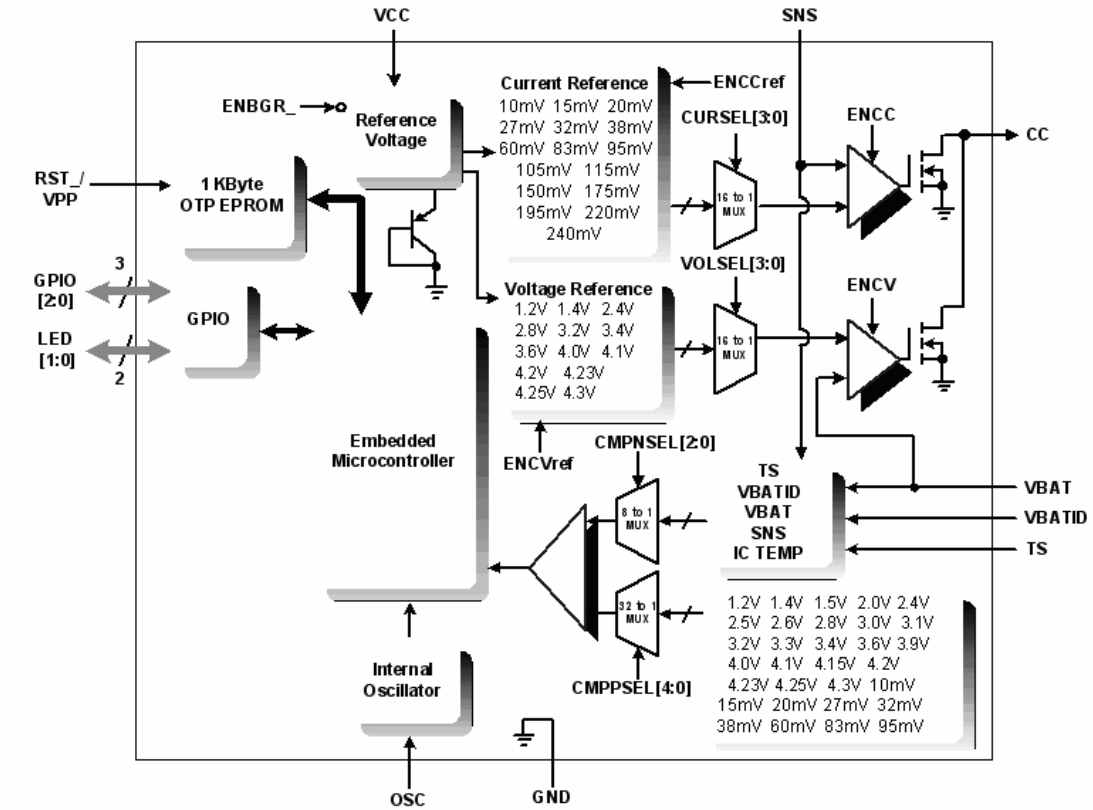 VCC
SNS
ENBGR_
Reference
Voltage
Current Reference
10mV 15mV 20mV
27mV 32mV 38mV
60mV 83mV 95mV
105mV 115mV
150mV 175mV
195mV 220mV
240mV
ENCCref
CURSEL[3:0]
16 to 1
MUX
ENCC
CC
RST_/
VPP
1 KByte
OTP EPROM
GPIO
[2:0]
3
LED
[1:0]
2
GPIO
Voltage Reference
1.2V 1.4V 2.4V
2.8V 3.2V 3.4V
3.6V 4.0V 4.1V
4.2V 4.23V
4.25V 4.3V
ENCVref
VOLSEL[3:0]
16 to 1
MUX
ENCV
Embedded
Microcontroller
CMPNSEL[2:0]
8 to 1
MUX
32 to 1
MUX
CMPPSEL[4:0]
TS
VBATID
VBAT
SNS
IC TEMP
VBAT
VBATID
TS
1.2V 1.4V 1.5V 2.0V 2.4V
2.5V 2.6V 2.8V 3.0V 3.1V
3.2V 3.3V 3.4V 3.6V 3.9V
4.0V 4.1V 4.15V 4.2V
4.23V 4.25V 4.3V 10mV
15mV 20mV 27mV 32mV
38mV 60mV 83mV 95mV
Internal
Oscillator
OSC
GND